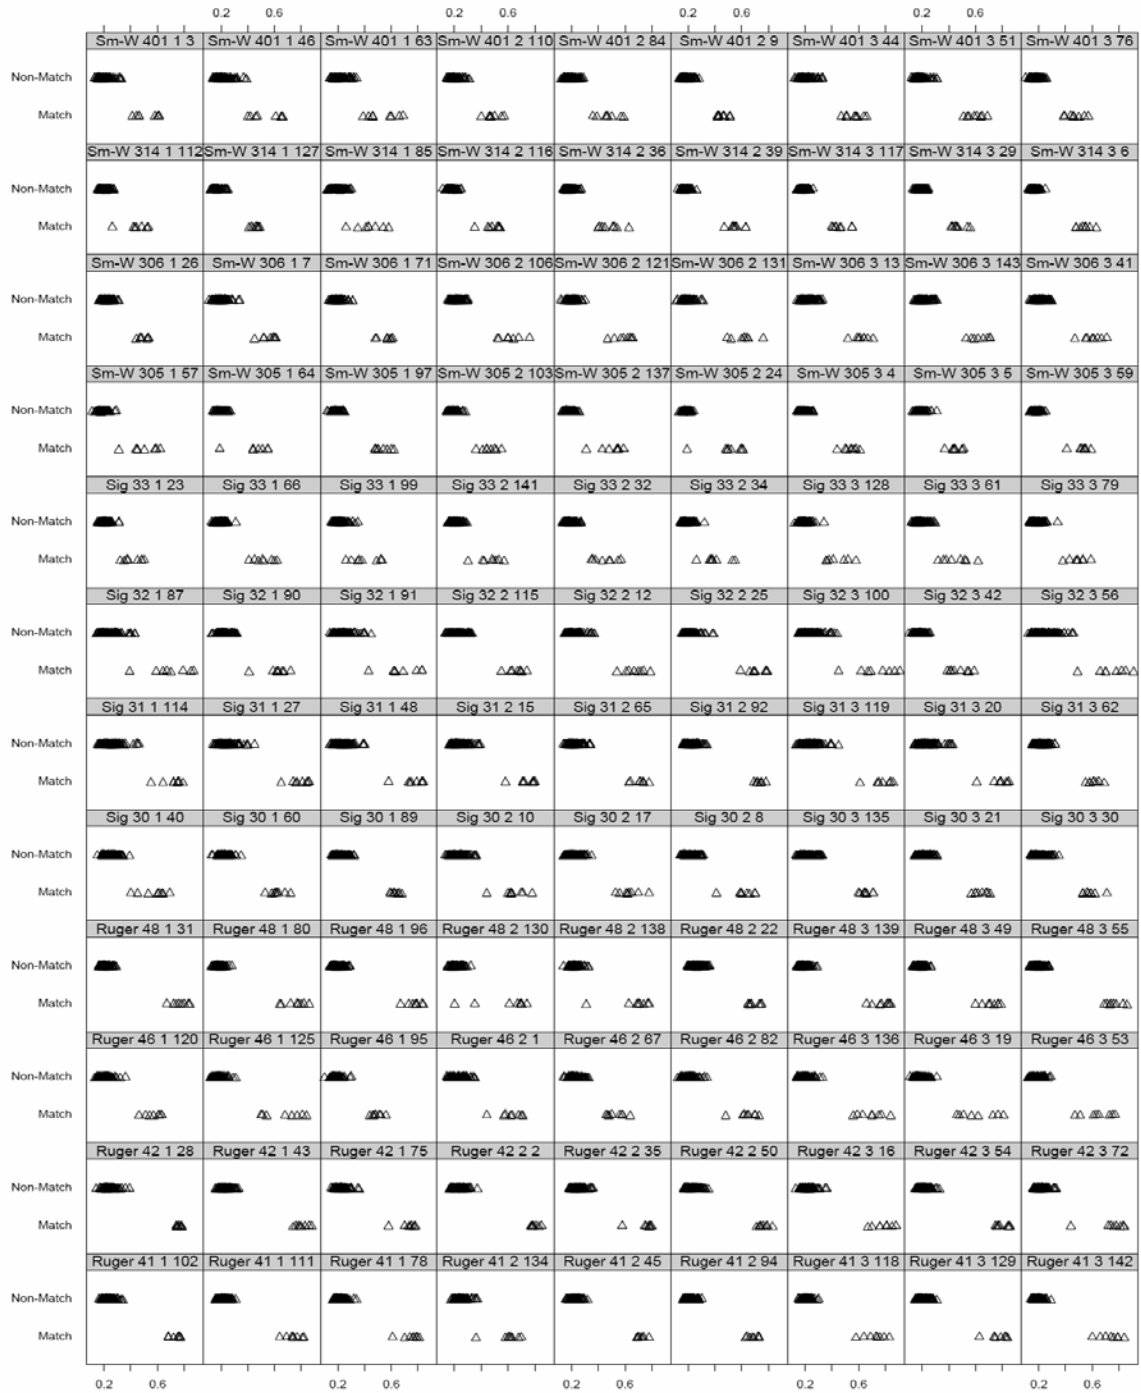 0.2 0.6 0.2 0.6 0.2 0.6 0.2 0.6
Sm-W 401 1 3 Sm-W 401 1 46 Sm-W 401 1 63 Sm-W 401 2 110 Sm-W 401 2 84 Sm-W 401 2 9 Sm-W 401 3 44 Sm-W 401 3 51 Sm-W 401 3 76
Non-Match
Match
Sm-W 314 1 112 Sm-W 314 1 127 Sm-W 314 1 85 Sm-W 314 2 116 Sm-W 314 2 36 Sm-W 314 2 39 Sm-W 314 3 117 Sm-W 314 3 29 Sm-W 314 3 6
Non-Match
Match
Sm-W 306 1 26 Sm-W 306 1 7 Sm-W 306 1 71 Sm-W 306 2 106 Sm-W 306 2 121 Sm-W 306 2 131 Sm-W 306 3 13 Sm-W 306 3 143 Sm-W 306 3 41
Non-Match
Match
Sm-W 305 1 57 Sm-W 305 1 64 Sm-W 305 1 97 Sm-W 305 2 103 Sm-W 305 2 137 Sm-W 305 2 24 Sm-W 305 3 4 Sm-W 305 3 5 Sm-W 305 3 59
Non-Match
Match
Sig 33 1 23 Sig 33 1 66 Sig 33 1 99 Sig 33 2 141 Sig 33 2 32 Sig 33 2 34 Sig 33 3 128 Sig 33 3 61 Sig 33 3 79
Non-Match
Match
Sig 32 1 87 Sig 32 1 90 Sig 32 1 91 Sig 32 2 115 Sig 32 2 12 Sig 32 2 25 Sig 32 3 100 Sig 32 3 42 Sig 32 3 56
Non-Match
Match
Sig 31 1 114 Sig 31 1 27 Sig 31 1 48 Sig 31 2 15 Sig 31 2 65 Sig 31 2 92 Sig 31 3 119 Sig 31 3 20 Sig 31 3 62
Non-Match
Match
Sig 30 1 40 Sig 30 1 60 Sig 30 1 89 Sig 30 2 10 Sig 30 2 17 Sig 30 2 8 Sig 30 3 135 Sig 30 3 21 Sig 30 3 30
Non-Match
Match
Ruger 48 1 31 Ruger 48 1 80 Ruger 48 1 96 Ruger 48 2 130 Ruger 48 2 138 Ruger 48 2 22 Ruger 48 3 139 Ruger 48 3 49 Ruger 48 3 55
Non-Match
Match
Ruger 46 1 120 Ruger 46 1 125 Ruger 46 1 95 Ruger 46 2 1 Ruger 46 2 67 Ruger 46 2 82 Ruger 46 3 136 Ruger 46 3 19 Ruger 46 3 53
Non-Match
Match
Ruger 42 1 28 Ruger 42 1 43 Ruger 42 1 75 Ruger 42 2 2 Ruger 42 2 35 Ruger 42 2 50 Ruger 42 3 16 Ruger 42 3 54 Ruger 42 3 72
Non-Match
Match
Ruger 41 1 102 Ruger 41 1 111 Ruger 41 1 78 Ruger 41 2 134 Ruger 41 2 45 Ruger 41 2 94 Ruger 41 3 118 Ruger 41 3 129 Ruger 41 3 142
Non-Match
Match
0.2 0.6 0.2 0.6 0.2 0.6 0.2 0.6 0.2 0.6